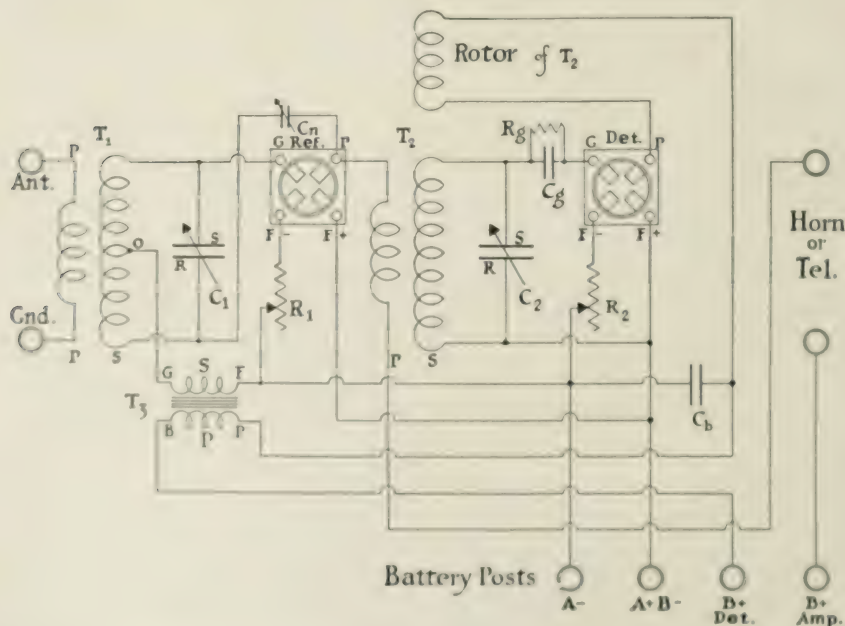 Rotor of T2
P
T1
Cn
G Ref. P
T2
Rg
G Det. P
Cg
Ant.
O
S
R
C1
S
R
C2
F - F +
F - F +
R1
R2
Horn
or
Tel.
Gnd.
P
S
P
S
G S F
T3
B P P
Cb
Battery Posts
A-
A+ B-
B+
Det.
B+
Amp.